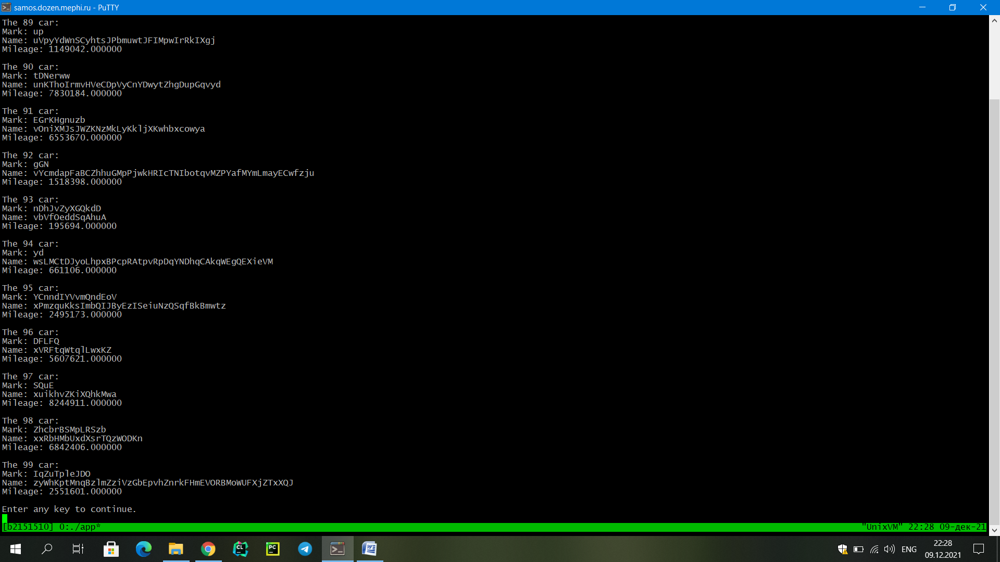 samos.dozen.mephi.ru - PuTTY
The 89 car:
Mark: up
Name: uVpyYdWnSCyhtsJPbmuwtJFIMpwIrRkIXgj
Mileage: 1149042.000000
The 90 car:
Mark: tDNerww
Name: unKThoIrmvHVeCDpVyCnYDwytZhgDupGqvyd
Mileage: 7830184.000000
The 91 car:
Mark: EGrKHgnuzb
Name: vOniXMJsJWZKNzMkLyKkljXKwhbxcowya
Mileage: 6553670.000000
The 92 car:
Mark: gGN
Name: vYcmdapFaBCZhhuGMpPjwkHRIcTNIbotqvMZPYafMYmLmayECwfzju
Mileage: 1518398.000000
The 93 car:
Mark: nDhJvZyXGQkdD
Name: vbVfOeddSqAhuA
Mileage: 195694.000000
The 94 car:
Mark: yd
Name: wsLMCtDJyoLhpxBPcpRAtpvRpDqYNDhqCAkqWEgQEXieVM
Mileage: 661106.000000
The 95 car:
Mark: YCnndIYVvmQndEoV
Name: xPmzquKksImbQIJByEzISeiuNzQSqfBkBmwtz
Mileage: 2495173.000000
The 96 car:
Mark: DFLFQ
Name: xVRFtqWtqlLwxKZ
Mileage: 5607621.000000
The 97 car:
Mark: SQuE
Name: xuikhvZKiXQhkMwa
Mileage: 8244911.000000
The 98 car:
Mark: ZhcbrBSMpLRSzb
Name: xxRbHMbUxdXsrTQzWODKn
Mileage: 6842406.000000
The 99 car:
Mark: IqZuTpleJDO
Name: zyWhKptMnqBzlmZziVzGbEpvhZnrkFHmEVORBMoWUFXjZTxXQJ
Mileage: 2551601.000000
Enter any key to continue.
[b2151510] 0:./app* "UnixVM" 22:28 09-дек-21
CL PC W ENG 22:28
09.12.2021